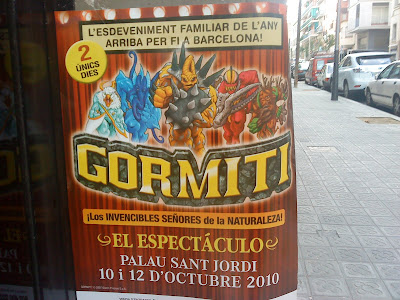 L'ESDEVENIMENT FAMILIAR DE L'ANY
ARRIBA PER FI A BARCELONA!
2
ÚNICS
DIES
GORMITI
¡Los INVENCIBLES SEÑORES de la NATURALEZA!
EL ESPECTÁCULO
PALAU SANT JORDI
10 i 12 D'OCTUBRE 2010